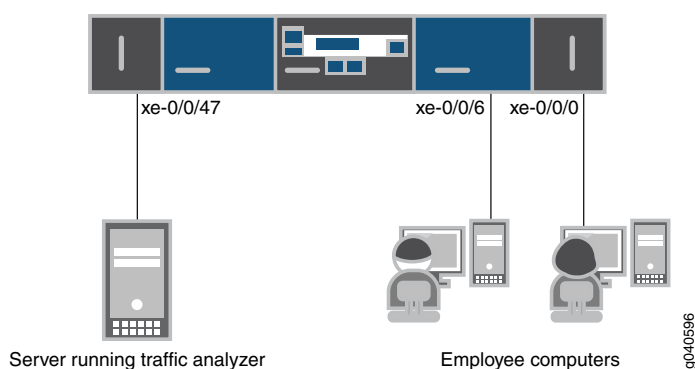 xe-0/0/47
xe-0/0/6
xe-0/0/0
Server running traffic analyzer
Employee computers
g040596